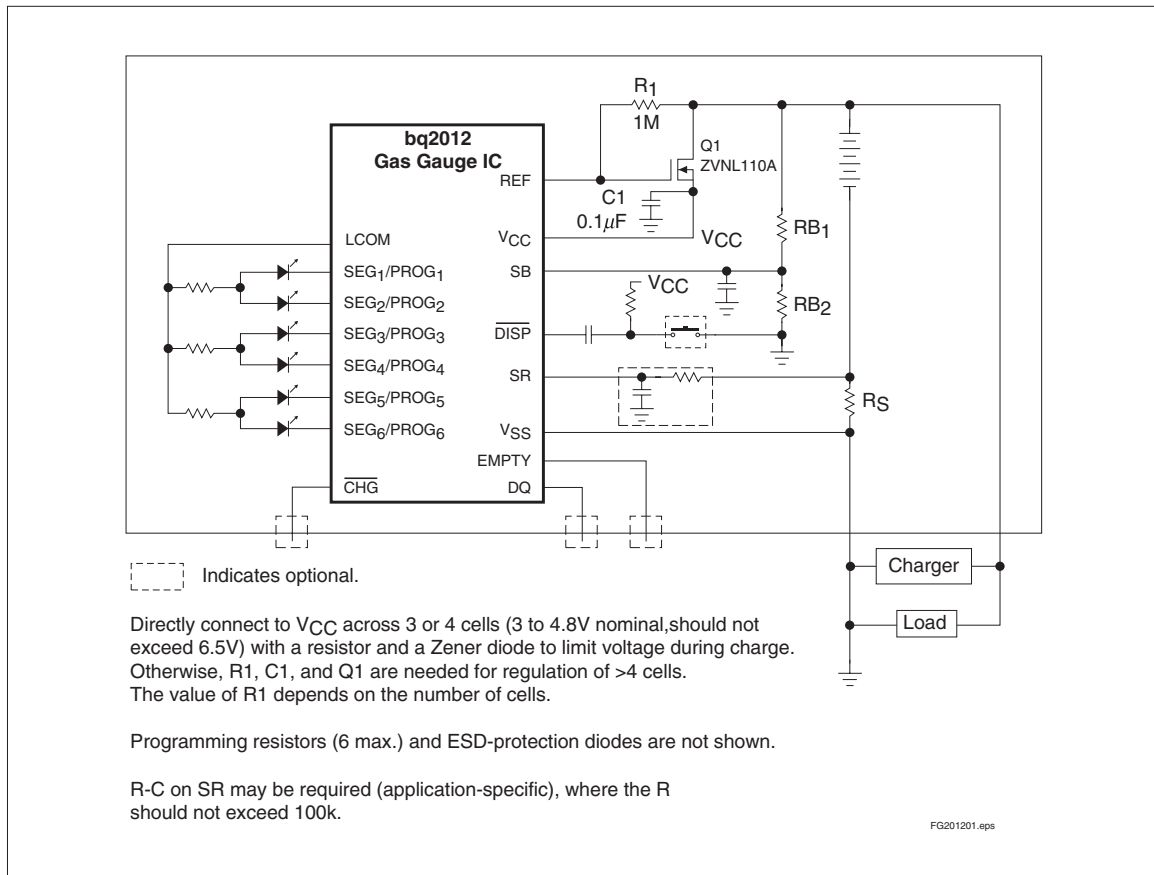 bq2012
Gas Gauge IC
R1
1M
Q1
ZVNL110A
REF
C1
0.1µF
LCOM
VCC
VCC
RB1
SEG1/PROG1
SB
SEG2/PROG2
VCC
RB2
SEG3/PROG3
DISP
SEG4/PROG4
SR
SEG5/PROG5
RS
SEG6/PROG6
VSS
EMPTY
CHG
DQ
Charger
Indicates optional.
Load
Directly connect to VCC across 3 or 4 cells (3 to 4.8V nominal,should not
exceed 6.5V) with a resistor and a Zener diode to limit voltage during charge.
Otherwise, R1, C1, and Q1 are needed for regulation of >4 cells.
The value of R1 depends on the number of cells.
Programming resistors (6 max.) and ESD-protection diodes are not shown.
R-C on SR may be required (application-specific), where the R
should not exceed 100k.
FG201201.eps